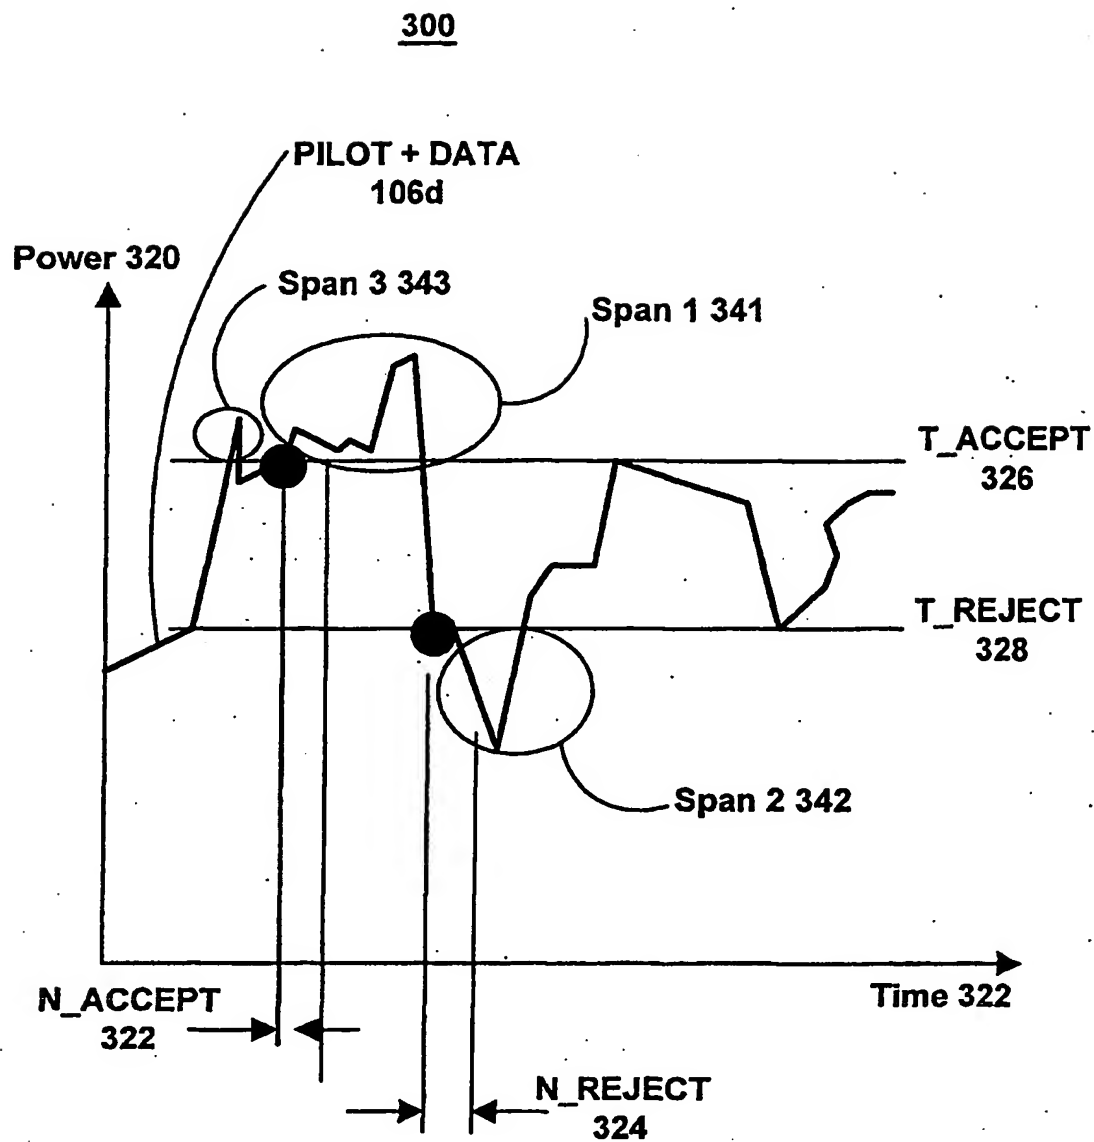 300
PILOT + DATA
106d
Power 320
Span 3 343
Span 1 341
T_ACCEPT
326
T_REJECT
328
Span 2 342
N_ACCEPT
322
Time 322
N_REJECT
324